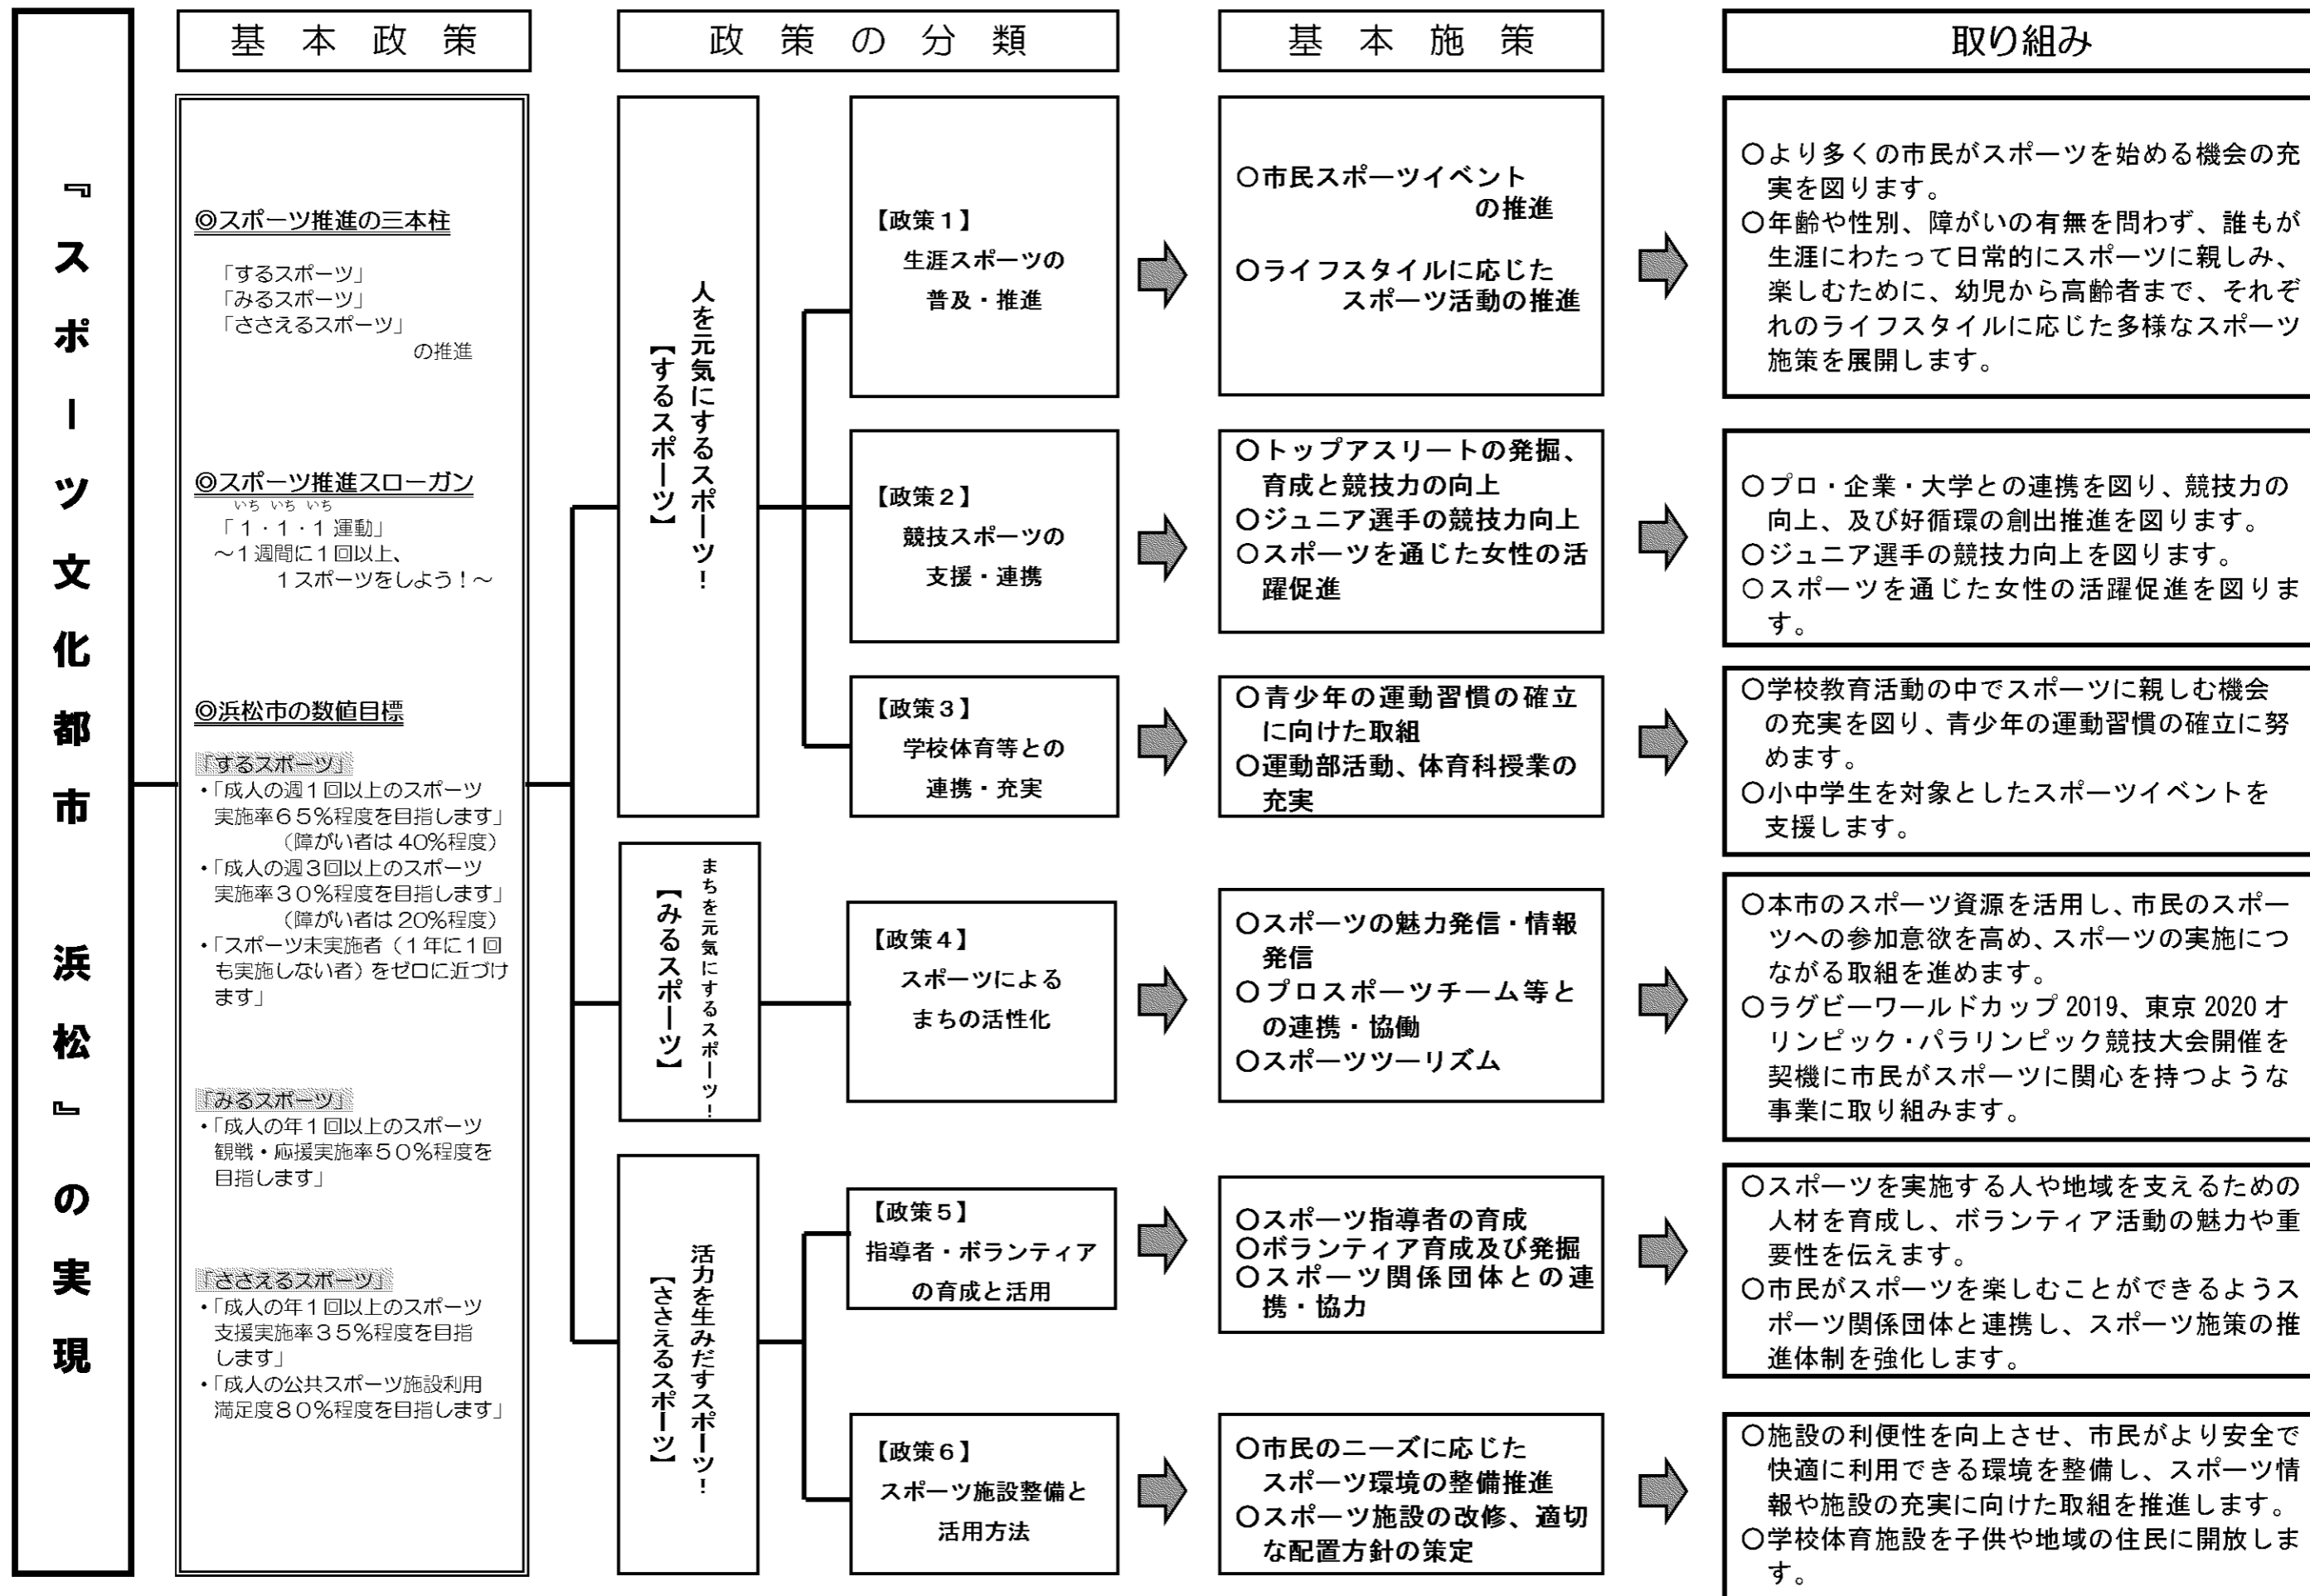 『スポーツ文化都市 浜松』の実現
基本政策
◎スポーツ推進の三本柱
「するスポーツ」
「みるスポーツ」
「ささえるスポーツ」
の推進
◎スポーツ推進スローガン
いち いち いち
「１・１・１運動」
～１週間に１回以上、
１スポーツをしよう！～
◎浜松市の数値目標
「するスポーツ」
・「成人の週１回以上のスポーツ
実施率６５％程度を目指します」
（障がい者は 40％程度）
・「成人の週３回以上のスポーツ
実施率３０％程度を目指します」
（障がい者は 20％程度）
・「スポーツ未実施者（１年に１回
も実施しない者）をゼロに近づけ
ます」
「みるスポーツ」
・「成人の年１回以上のスポーツ
観戦・応援実施率５０％程度を
目指します」
「ささえるスポーツ」
・「成人の年１回以上のスポーツ
支援実施率３５％程度を目指
します」
・「成人の公共スポーツ施設利用
満足度８０％程度を目指します」
政策の分類
人を元気にするスポーツ！
【するスポーツ】
まちを元気にするスポーツ！
【みるスポーツ】
活力を生みだすスポーツ！
【ささえるスポーツ】
【政策１】
生涯スポーツの
普及・推進
【政策２】
競技スポーツの
支援・連携
【政策３】
学校体育等との
連携・充実
【政策４】
スポーツによる
まちの活性化
【政策５】
指導者・ボランティア
の育成と活用
【政策６】
スポーツ施設整備と
活用方法
基本施策
○市民スポーツイベント
の推進
○ライフスタイルに応じた
スポーツ活動の推進
○トップアスリートの発掘、
育成と競技力の向上
○ジュニア選手の競技力向上
○スポーツを通じた女性の活
躍促進
○青少年の運動習慣の確立
に向けた取組
○運動部活動、体育科授業の
充実
○スポーツの魅力発信・情報
発信
○プロスポーツチーム等と
の連携・協働
○スポーツツーリズム
○スポーツ指導者の育成
○ボランティア育成及び発掘
○スポーツ関係団体との連
携・協力
○市民のニーズに応じた
スポーツ環境の整備推進
○スポーツ施設の改修、適切
な配置方針の策定
取り組み
○より多くの市民がスポーツを始める機会の充
実を図ります。
○年齢や性別、障がいの有無を問わず、誰もが
生涯にわたって日常的にスポーツに親しみ、
楽しむために、幼児から高齢者まで、それぞ
れのライフスタイルに応じた多様なスポーツ
施策を展開します。
○プロ・企業・大学との連携を図り、競技力の
向上、及び好循環の創出推進を図ります。
○ジュニア選手の競技力向上を図ります。
○スポーツを通じた女性の活躍促進を図りま
す。
○学校教育活動の中でスポーツに親しむ機会
の充実を図り、青少年の運動習慣の確立に努
めます。
○小中学生を対象としたスポーツイベントを
支援します。
○本市のスポーツ資源を活用し、市民のスポー
ツへの参加意欲を高め、スポーツの実施につ
ながる取組を進めます。
○ラグビーワールドカップ 2019、東京 2020 オ
リンピック・パラリンピック競技大会開催を
契機に市民がスポーツに関心を持つような
事業に取り組みます。
○スポーツを実施する人や地域を支えるための
人材を育成し、ボランティア活動の魅力や重
要性を伝えます。
○市民がスポーツを楽しむことができるようス
ポーツ関係団体と連携し、スポーツ施策の推
進体制を強化します。
○施設の利便性を向上させ、市民がより安全で
快適に利用できる環境を整備し、スポーツ情
報や施設の充実に向けた取組を推進します。
○学校体育施設を子供や地域の住民に開放しま
す。